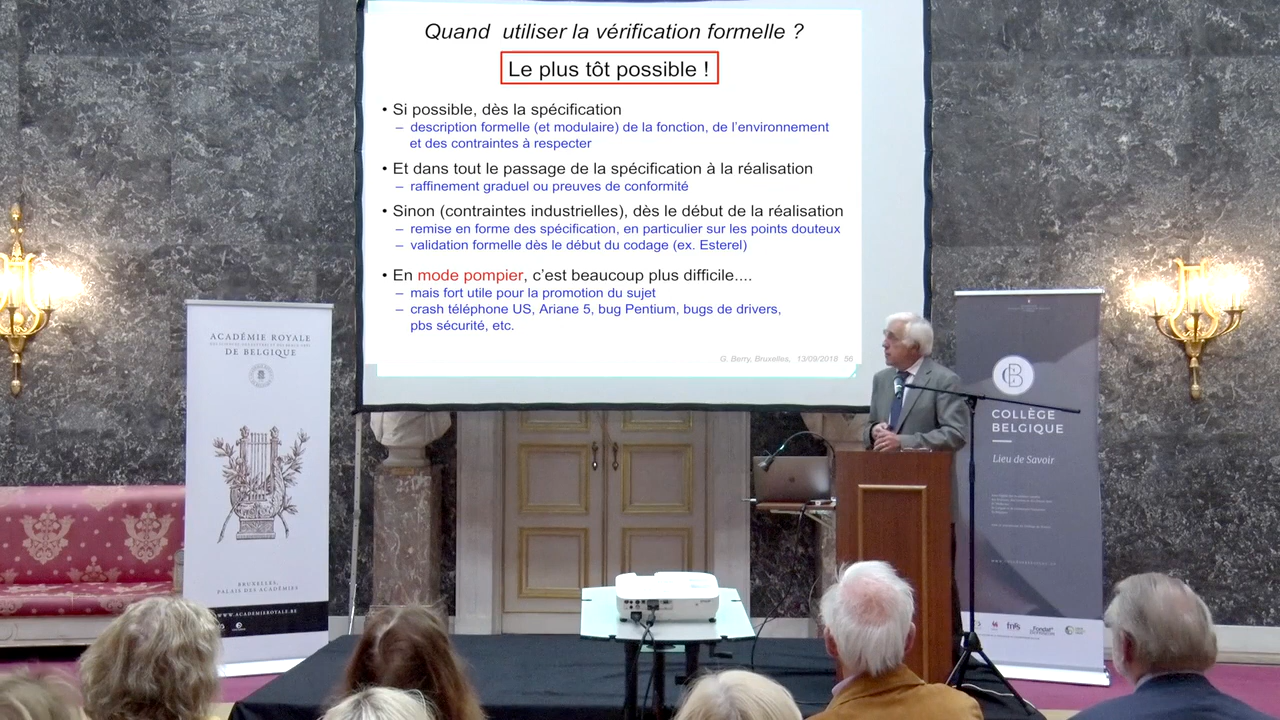 Quand utiliser la vérification formelle ?
Le plus tôt possible !
• Si possible, dès la spécification
– description formelle (et modulaire) de la fonction, de l'environnement
et des contraintes à respecter
• Et dans tout le passage de la spécification à la réalisation
– raffinement graduel ou preuves de conformité
• Sinon (contraintes industrielles), dès le début de la réalisation
– remise en forme des spécification, en particulier sur les points douteux
– validation formelle dès le début du codage (ex. Esterel)
• En mode pompier, c'est beaucoup plus difficile....
– mais fort utile pour la promotion du sujet
– crash téléphone US, Ariane 5, bug Pentium, bugs de drivers,
pbs sécurité, etc.
G. Berry, Bruxelles, 13/09/2018 56
ACADÉMIE ROYALE
DE BELGIQUE
BRUXELLES,
PALAIS DES ACADÉMIES
WWW.ACADEMIEROYALE.BE
COLLÈGE
BELGIQUE
Lieu de Savoir